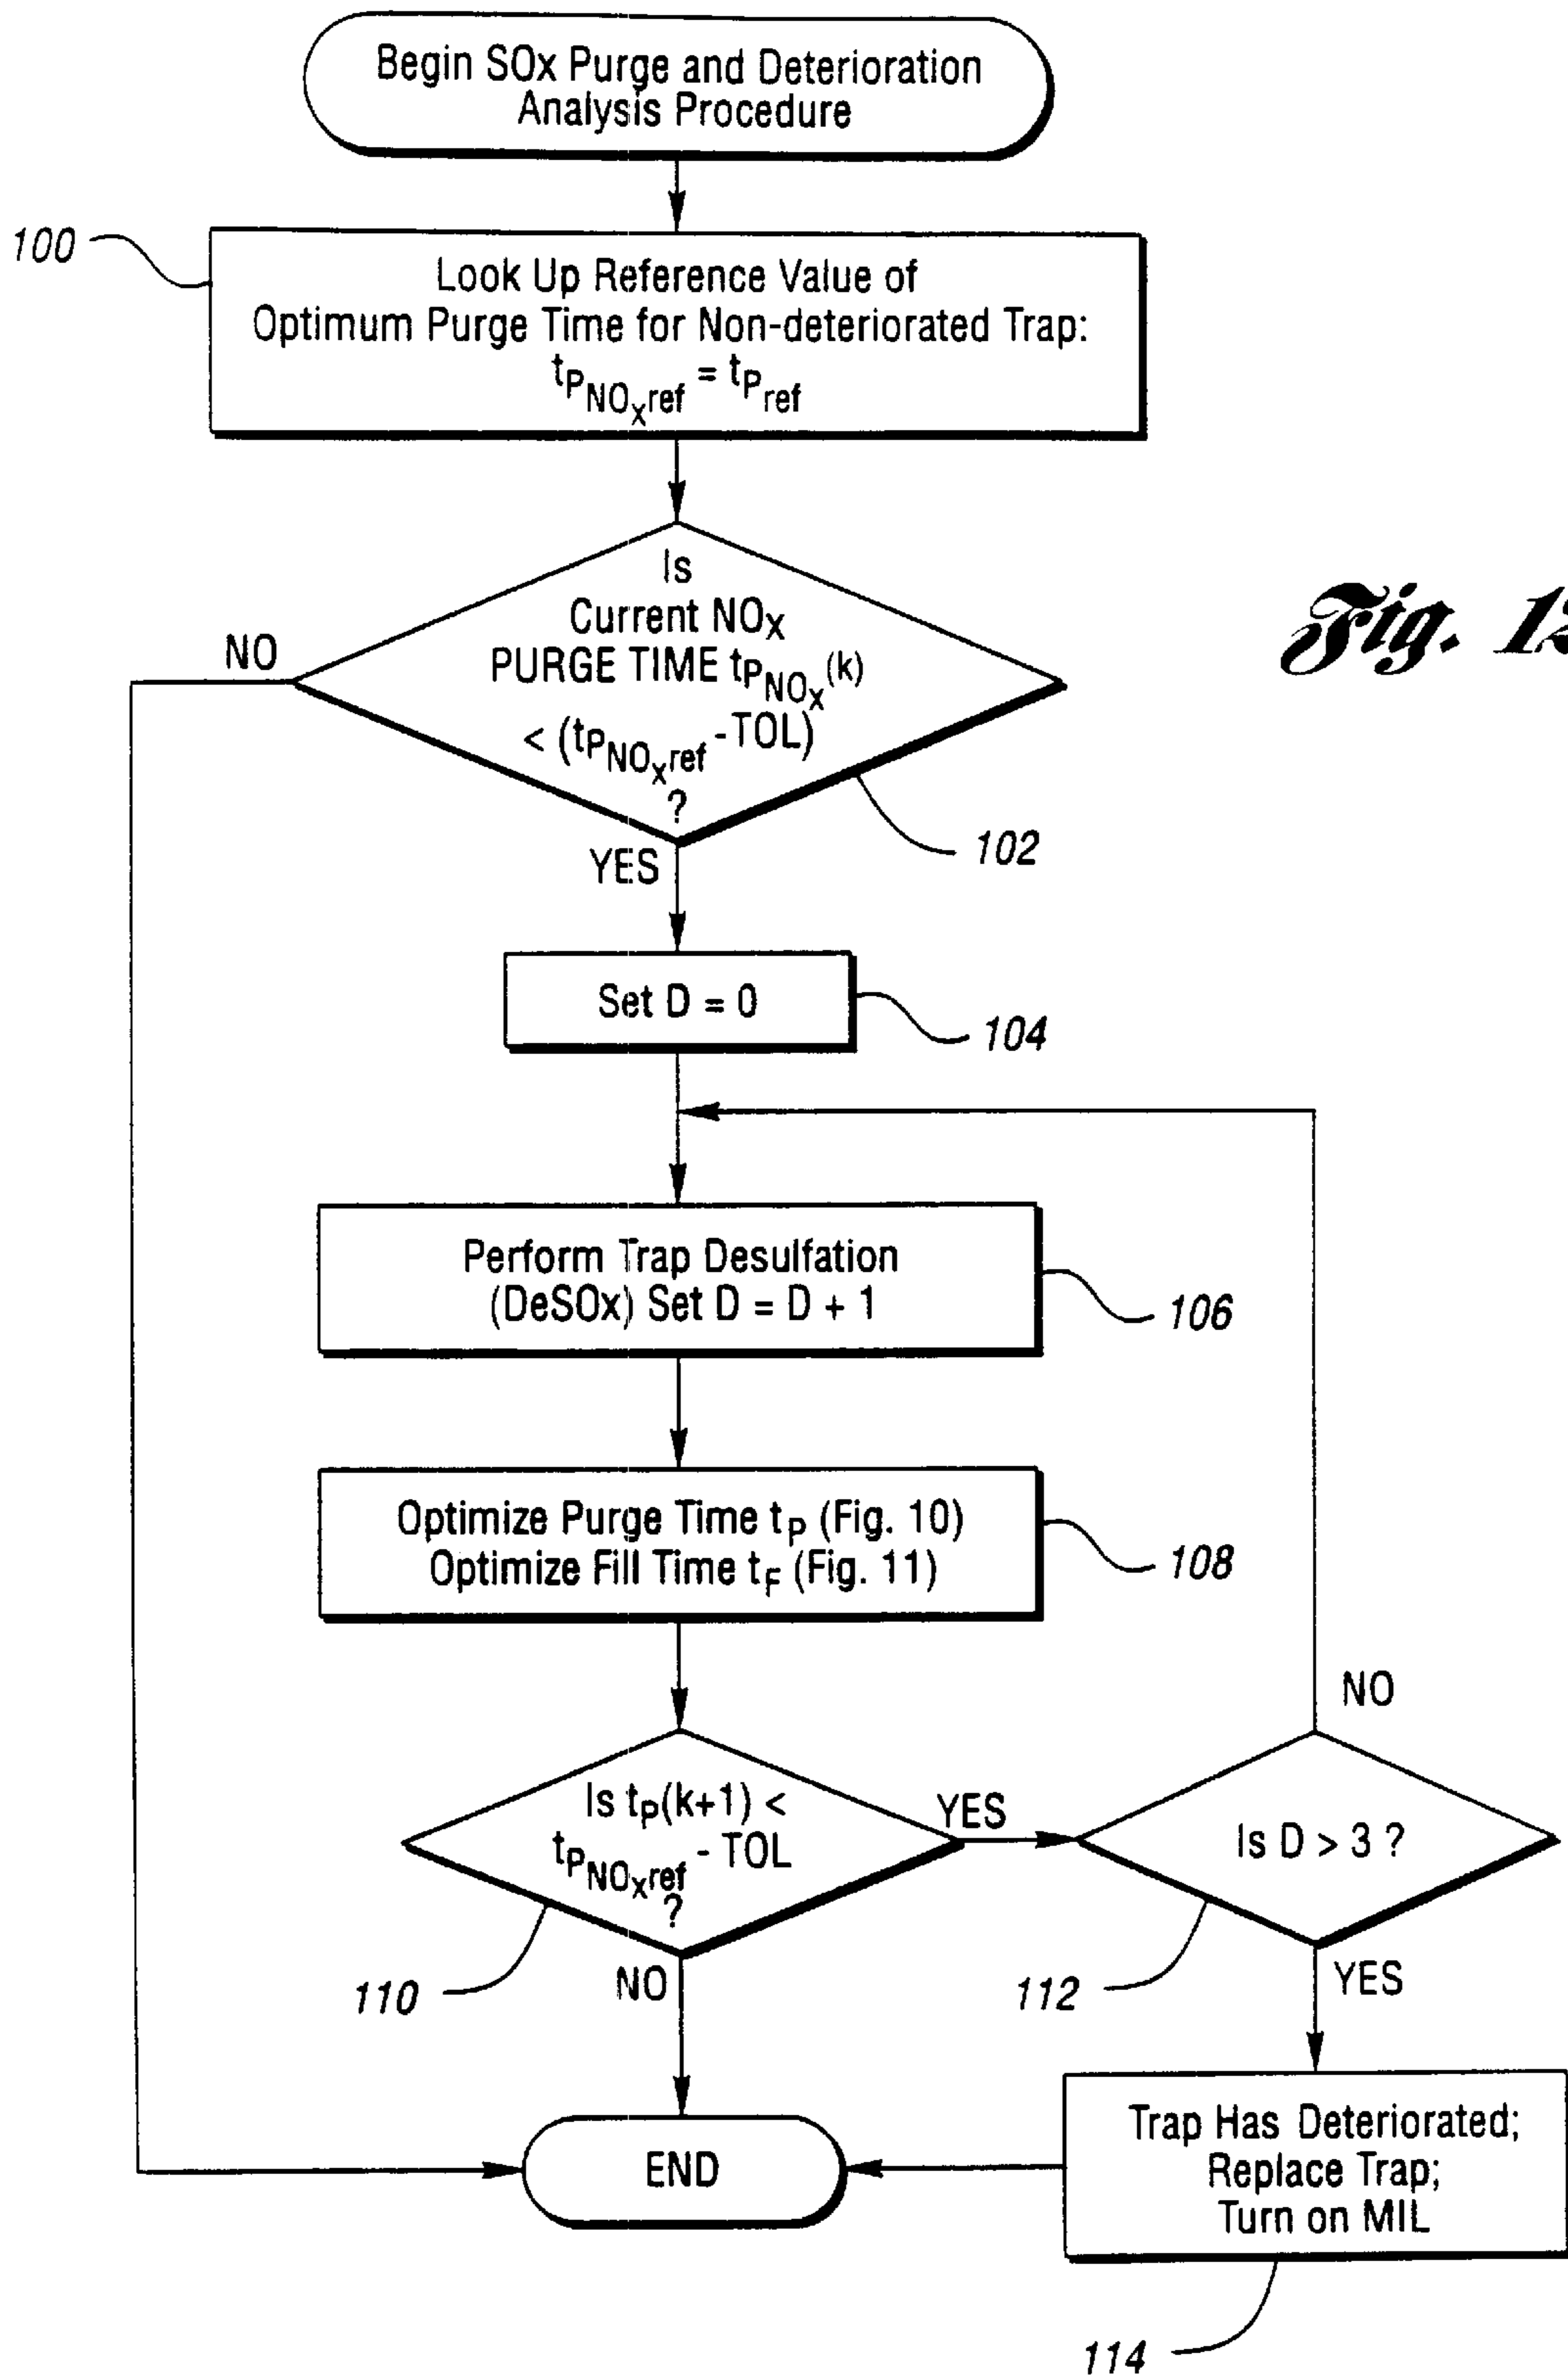 Begin SOx Purge and Deterioration
Analysis Procedure
100
Look Up Reference Value of
Optimum Purge Time for Non-deteriorated Trap:
tPNOxref = tPref
Is
Current NOx
PURGE TIME tPNOx(k)
< (tPNOxref -TOL)
?
NO
YES
102
Fig.
Set D = 0
104
Perform Trap Desulfation
(DeSOx) Set D = D + 1
106
Optimize Purge Time tP (Fig. 10)
Optimize Fill Time tF (Fig. 11)
108
Is tP(k+1) <
tPNOxref - TOL
?
YES
NO
110
Is D > 3 ?
NO
YES
112
Trap Has Deteriorated;
Replace Trap;
Turn on MIL
114
END